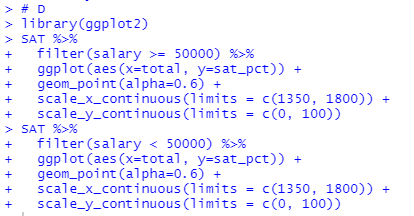 > # D
> library(ggplot2)
> SAT %>%
+   filter(salary >= 50000) %>%
+   ggplot(aes(x=total, y=sat_pct)) +
+   geom_point(alpha=0.6) +
+   scale_x_continuous(limits = c(1350, 1800)) +
+   scale_y_continuous(limits = c(0, 100))
> SAT %>%
+   filter(salary < 50000) %>%
+   ggplot(aes(x=total, y=sat_pct)) +
+   geom_point(alpha=0.6) +
+   scale_x_continuous(limits = c(1350, 1800)) +
+   scale_y_continuous(limits = c(0, 100))